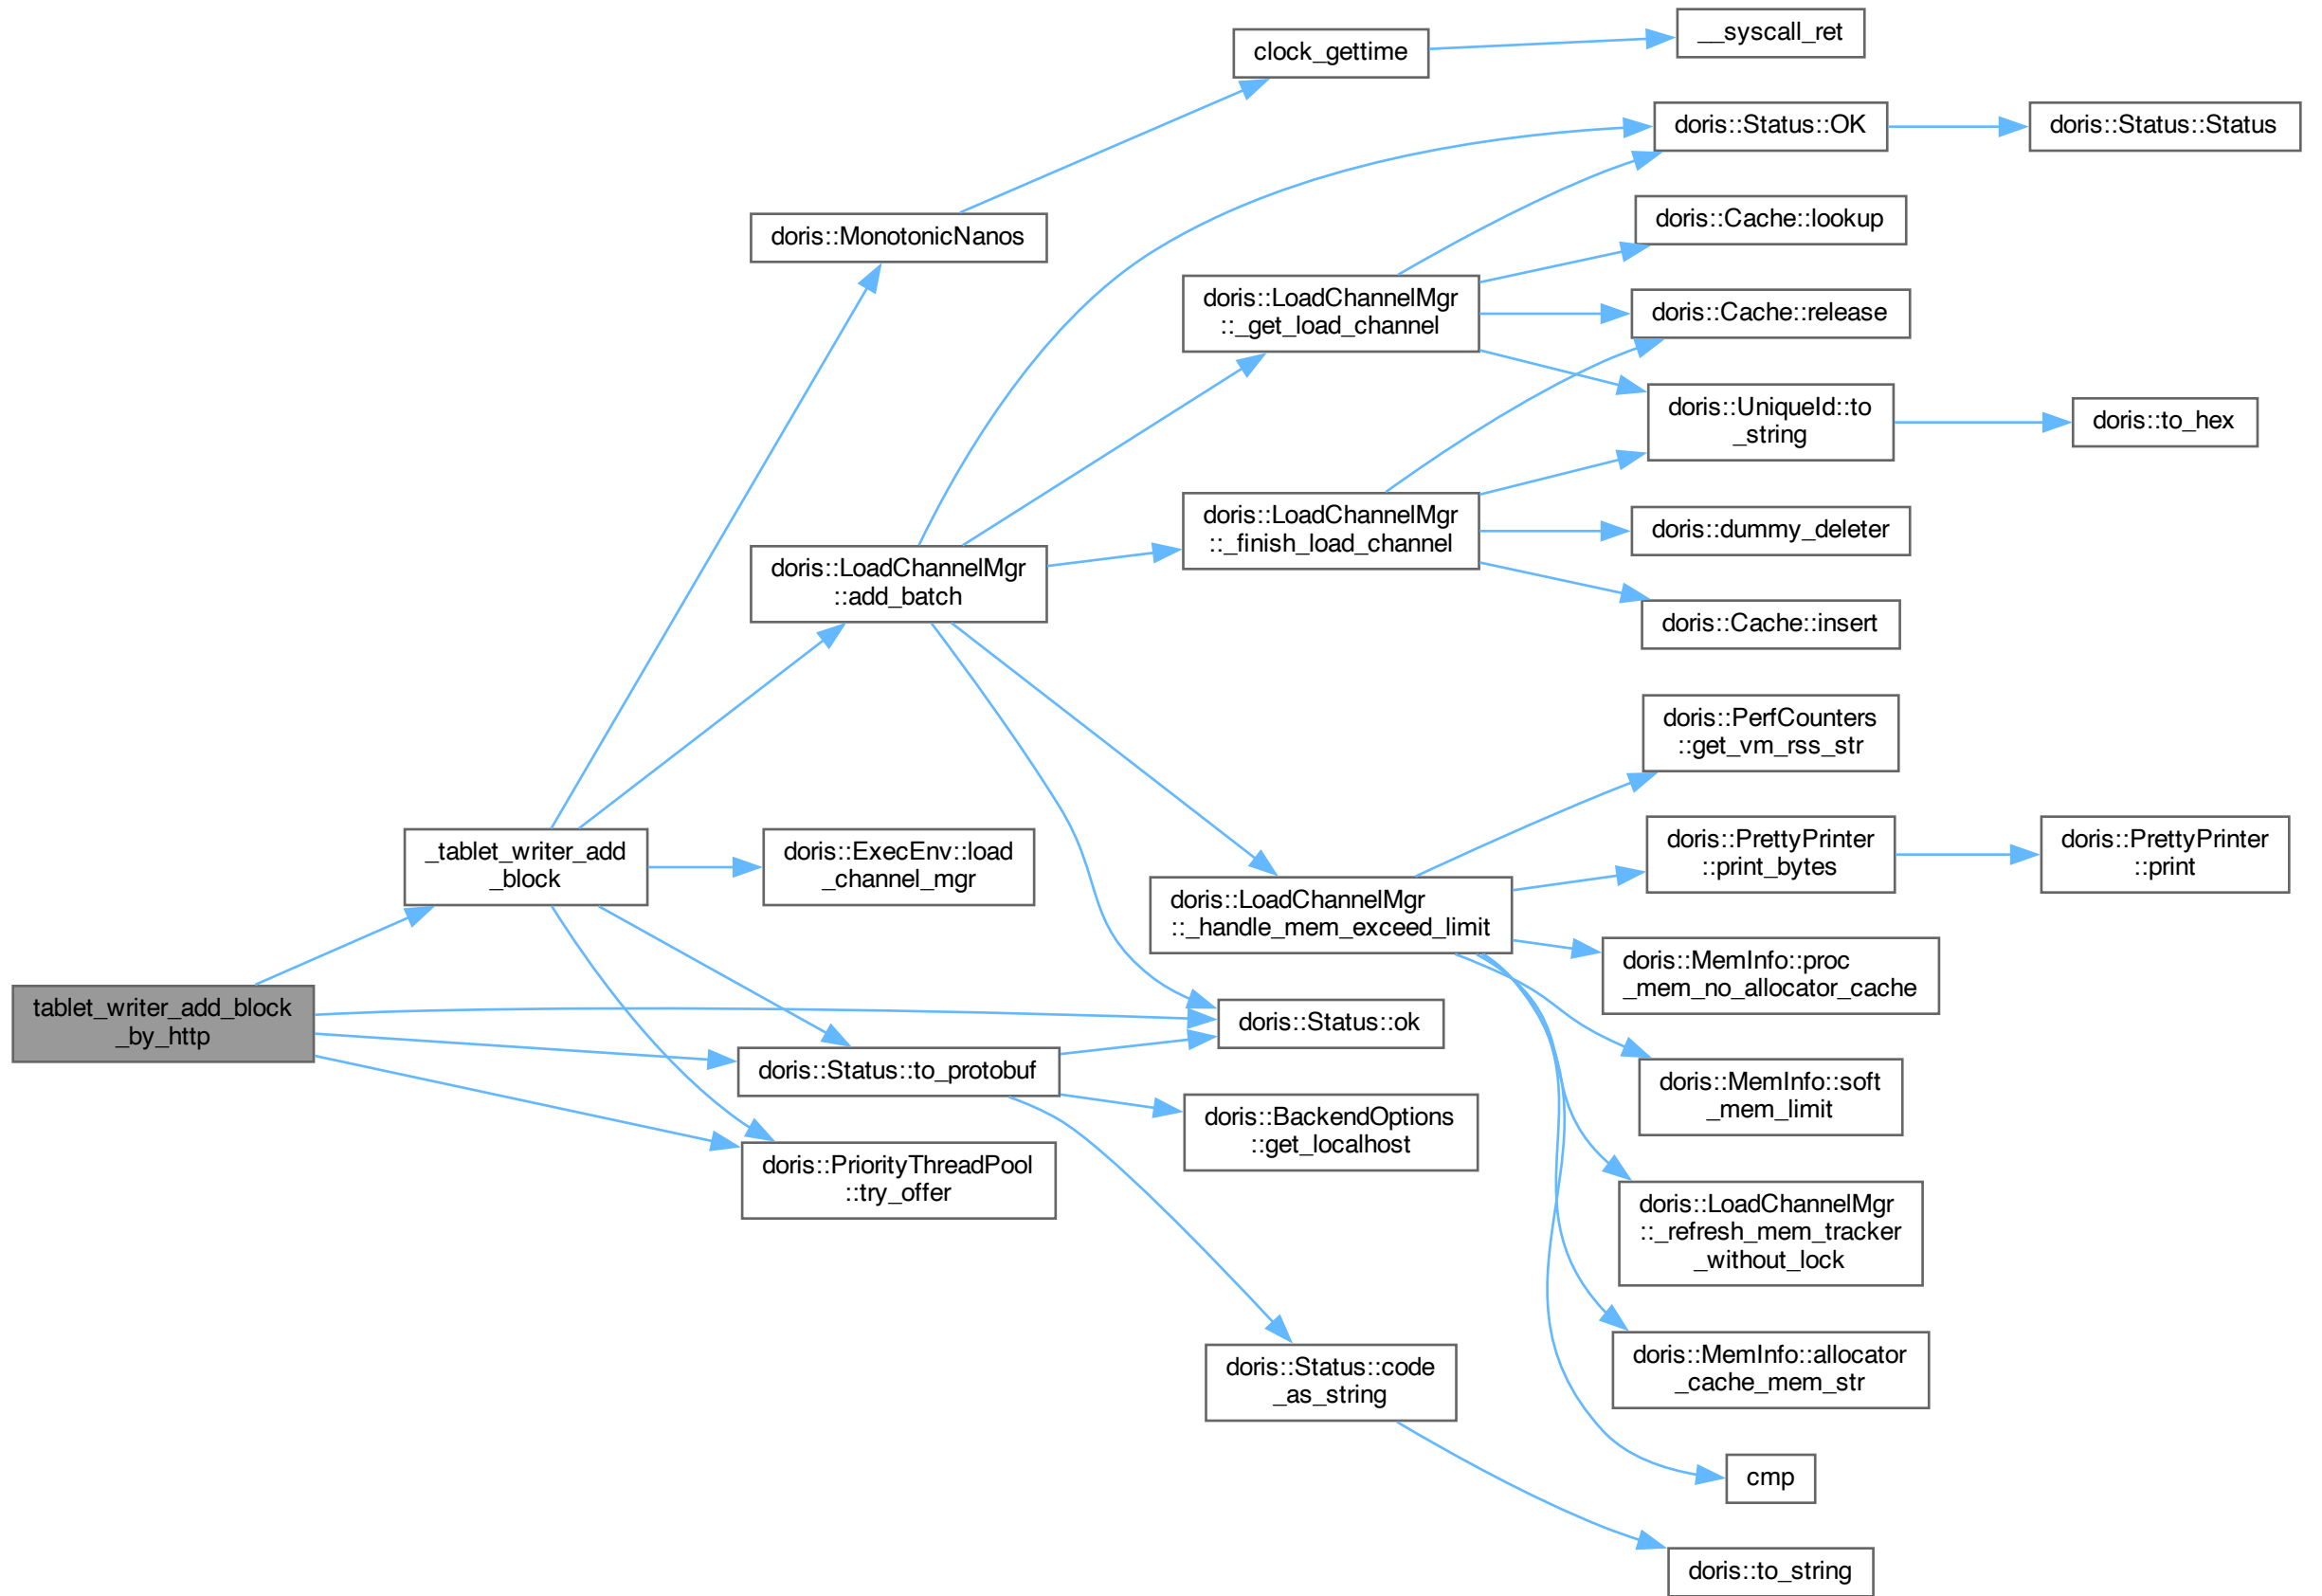 tablet_writer_add_block
_by_http
_tablet_writer_add
_block
doris::MonotonicNanos
doris::LoadChannelMgr
::add_batch
doris::ExecEnv::load
_channel_mgr
doris::Status::to_protobuf
doris::PriorityThreadPool
::try_offer
clock_gettime
doris::LoadChannelMgr
::_get_load_channel
doris::LoadChannelMgr
::_finish_load_channel
doris::LoadChannelMgr
::_handle_mem_exceed_limit
doris::Status::ok
doris::BackendOptions
::get_localhost
doris::Status::code
_as_string
__syscall_ret
doris::Status::OK
doris::Cache::lookup
doris::Cache::release
doris::UniqueId::to
_string
doris::dummy_deleter
doris::Cache::insert
doris::PerfCounters
::get_vm_rss_str
doris::PrettyPrinter
::print_bytes
doris::MemInfo::proc
_mem_no_allocator_cache
doris::MemInfo::soft
_mem_limit
doris::LoadChannelMgr
::_refresh_mem_tracker
_without_lock
doris::MemInfo::allocator
_cache_mem_str
cmp
doris::to_string
doris::Status::Status
doris::to_hex
doris::PrettyPrinter
::print